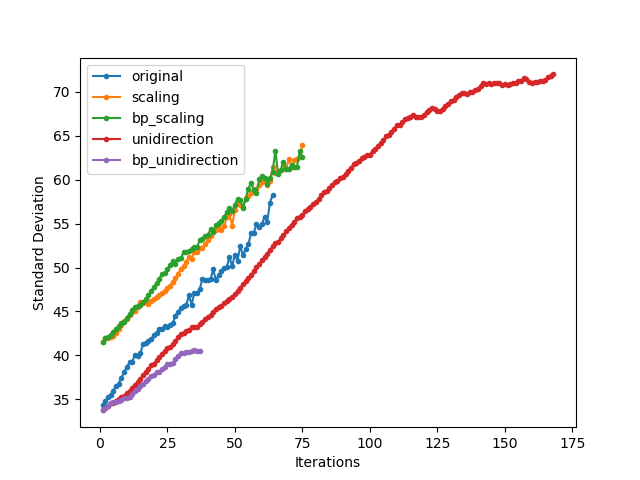 original
scaling
bp_scaling
unidirection
bp_unidirection
70
65
60
55
50
45
40
35
Standard Deviation
0 25 50 75 100 125 150 175
Iterations